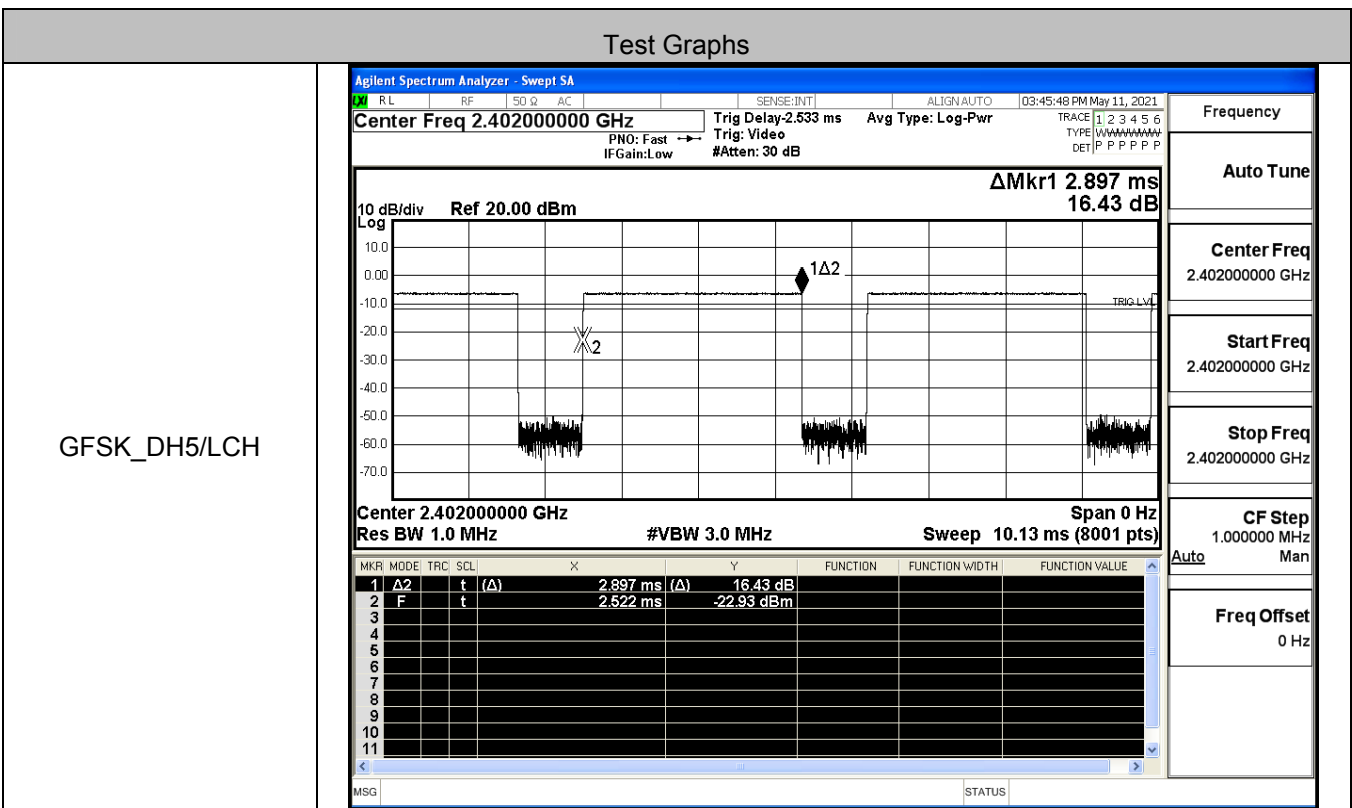 Test Graphs
GFSK_DH5/LCH
Agilent Spectrum Analyzer - Swept SA
LXI RL RF 50 Ω AC SENSE:INT ALIGNAUTO 03:45:48 PM May 11, 2021
Center Freq 2.402000000 GHz
PNO: Fast
IFGain:Low
Trig Delay-2.533 ms
Trig: Video
#Atten: 30 dB
Avg Type: Log-Pwr
TRACE 1 2 3 4 5 6
TYPE WWWWWW
DET P P P P P P
ΔMkr1 2.897 ms
16.43 dB
10 dB/div Ref 20.00 dBm
Log
10.0
0.00
-10.0
-20.0
-30.0
-40.0
-50.0
-60.0
-70.0
1Δ2
2
TRIG LVL
Center 2.402000000 GHz Span 0 Hz
Res BW 1.0 MHz #VBW 3.0 MHz Sweep 10.13 ms (8001 pts)
MKR MODE TRC SCL X Y FUNCTION FUNCTION WIDTH FUNCTION VALUE
1 Δ2 t (Δ) 2.897 ms (Δ) 16.43 dB
2 F t 2.522 ms -22.93 dBm
3
4
5
6
7
8
9
10
11
MSG STATUS
Frequency
Auto Tune
Center Freq
2.402000000 GHz
Start Freq
2.402000000 GHz
Stop Freq
2.402000000 GHz
CF Step
1.000000 MHz
Auto Man
Freq Offset
0 Hz